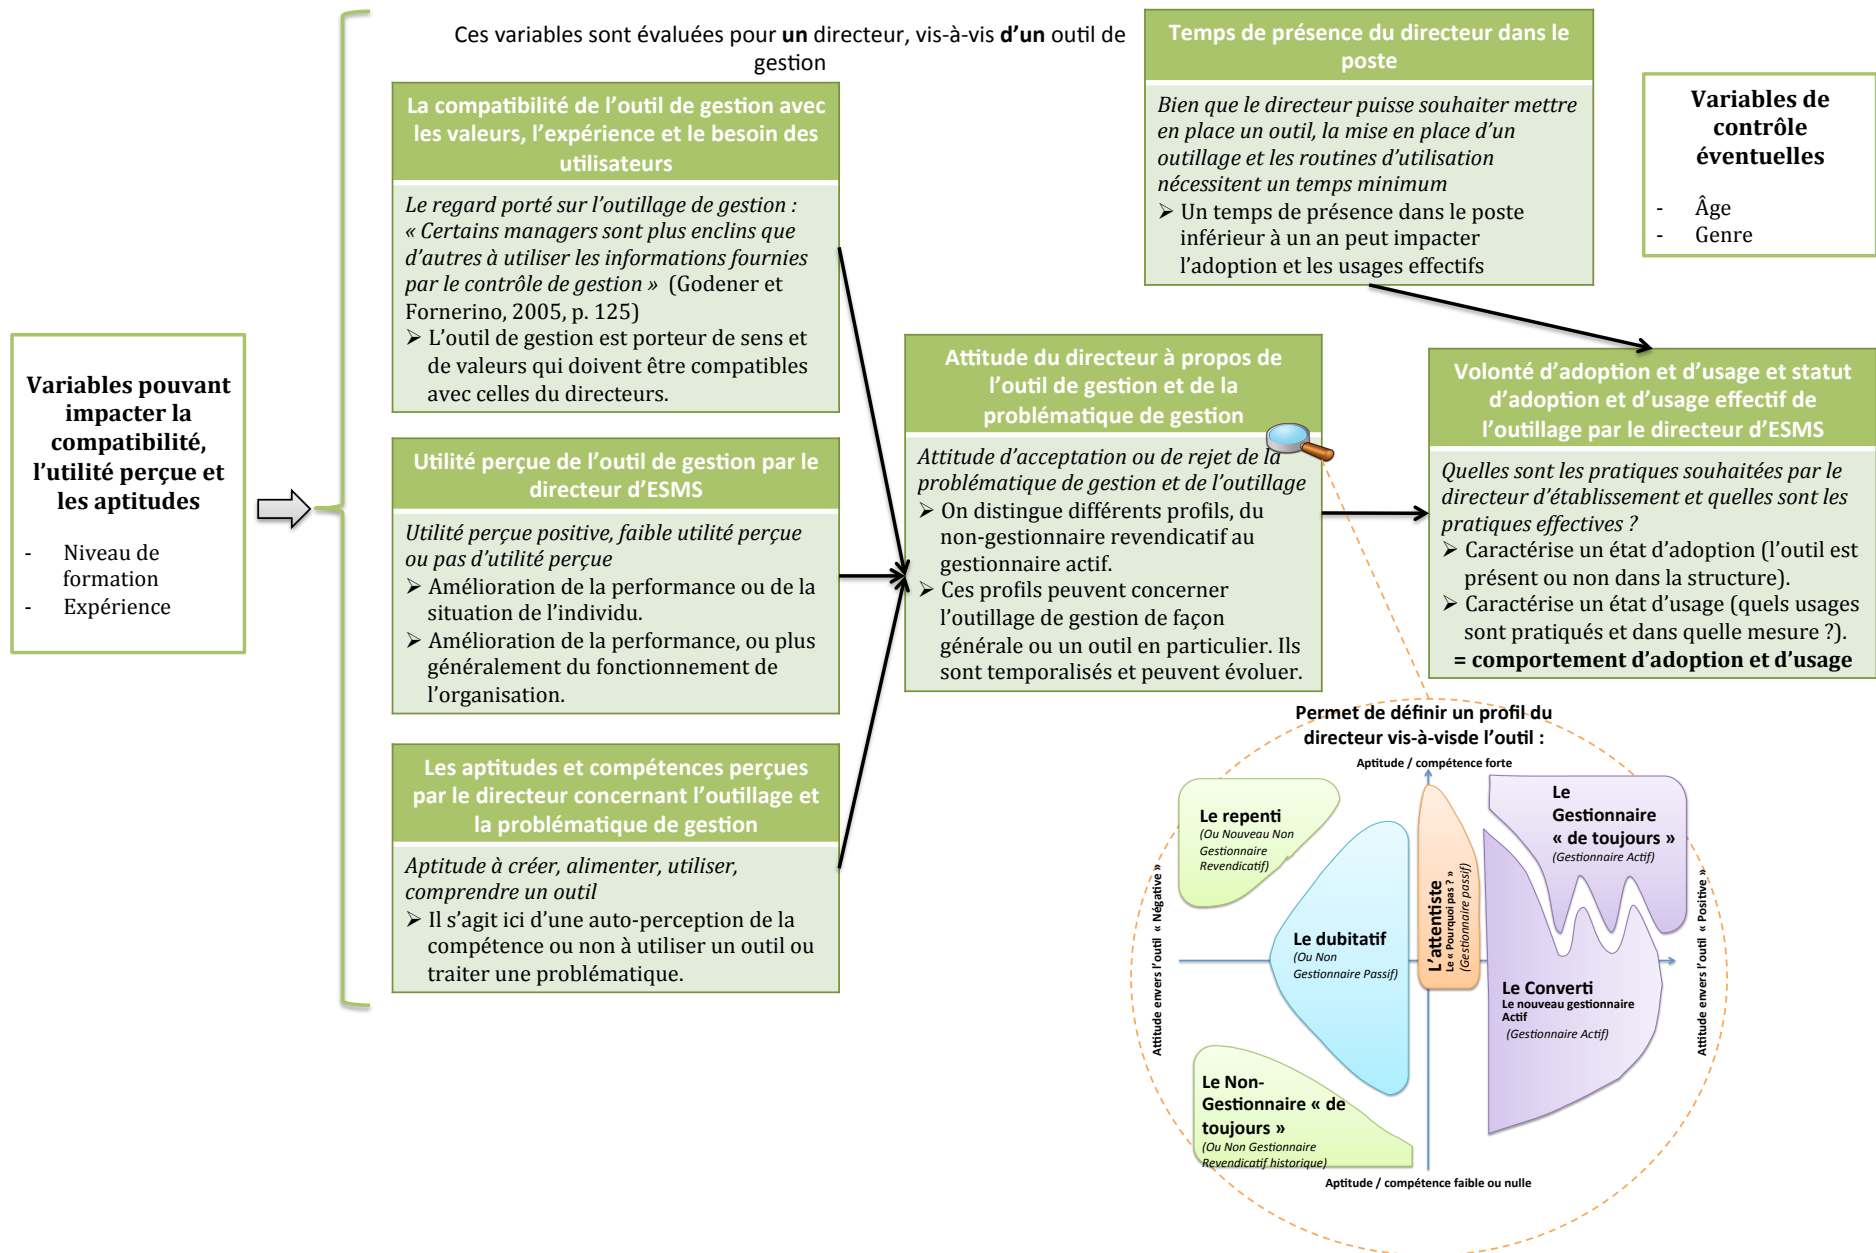 Ces variables sont évaluées pour un directeur, vis-à-vis d'un outil de
gestion
Variables pouvant
impacter la
compatibilité,
l'utilité perçue et
les aptitudes
- Niveau de
formation
- Expérience
La compatibilité de l'outil de gestion avec
les valeurs, l'expérience et le besoin des
utilisateurs
Le regard porté sur l'outillage de gestion :
« Certains managers sont plus enclins que
d'autres à utiliser les informations fournies
par le contrôle de gestion » (Godener et
Fornerino, 2005, p. 125)
➢ L'outil de gestion est porteur de sens et
de valeurs qui doivent être compatibles
avec celles du directeurs.
Utilité perçue de l'outil de gestion par le
directeur d'ESMS
Utilité perçue positive, faible utilité perçue
ou pas d'utilité perçue
➢ Amélioration de la performance ou de la
situation de l'individu.
➢ Amélioration de la performance, ou plus
généralement du fonctionnement de
l'organisation.
Les aptitudes et compétences perçues
par le directeur concernant l'outillage et
la problématique de gestion
Aptitude à créer, alimenter, utiliser,
comprendre un outil
➢ Il s'agit ici d'une auto-perception de la
compétence ou non à utiliser un outil ou
traiter une problématique.
Attitude du directeur à propos de
l'outil de gestion et de la
problématique de gestion
Attitude d'acceptation ou de rejet de la
problématique de gestion et de l'outillage
➢ On distingue différents profils, du
non-gestionnaire revendicatif au
gestionnaire actif.
➢ Ces profils peuvent concerner
l'outillage de gestion de façon
générale ou un outil en particulier. Ils
sont temporalisés et peuvent évoluer.
Temps de présence du directeur dans le
poste
Bien que le directeur puisse souhaiter mettre
en place un outil, la mise en place d'un
outillage et les routines d'utilisation
nécessitent un temps minimum
➢ Un temps de présence dans le poste
inférieur à un an peut impacter
l'adoption et les usages effectifs
Variables de
contrôle
éventuelles
- Âge
- Genre
Volonté d'adoption et d'usage et statut
d'adoption et d'usage effectif de
l'outillage par le directeur d'ESMS
Quelles sont les pratiques souhaitées par le
directeur d'établissement et quelles sont les
pratiques effectives ?
➢ Caractérise un état d'adoption (l'outil est
présent ou non dans la structure).
➢ Caractérise un état d'usage (quels usages
sont pratiqués et dans quelle mesure ?).
= comportement d'adoption et d'usage
Permet de définir un profil du
directeur vis-à-visde l'outil :
Aptitude / compétence forte
Attitude envers l'outil « Négative »
Le repenti
(Ou Nouveau Non
Gestionnaire
Revendicatif)
Le dubitatif
(Ou Non
Gestionnaire Passif)
L'attentiste
Le « Pourquoi pas ? »
(Gestionnaire passif)
Le
Gestionnaire
« de toujours »
(Gestionnaire Actif)
Le Converti
Le nouveau gestionnaire
Actif
(Gestionnaire Actif)
Attitude envers l'outil « Positive »
Le Non-
Gestionnaire « de
toujours »
(Ou Non Gestionnaire
Revendicatif historique)
Aptitude / compétence faible ou nulle